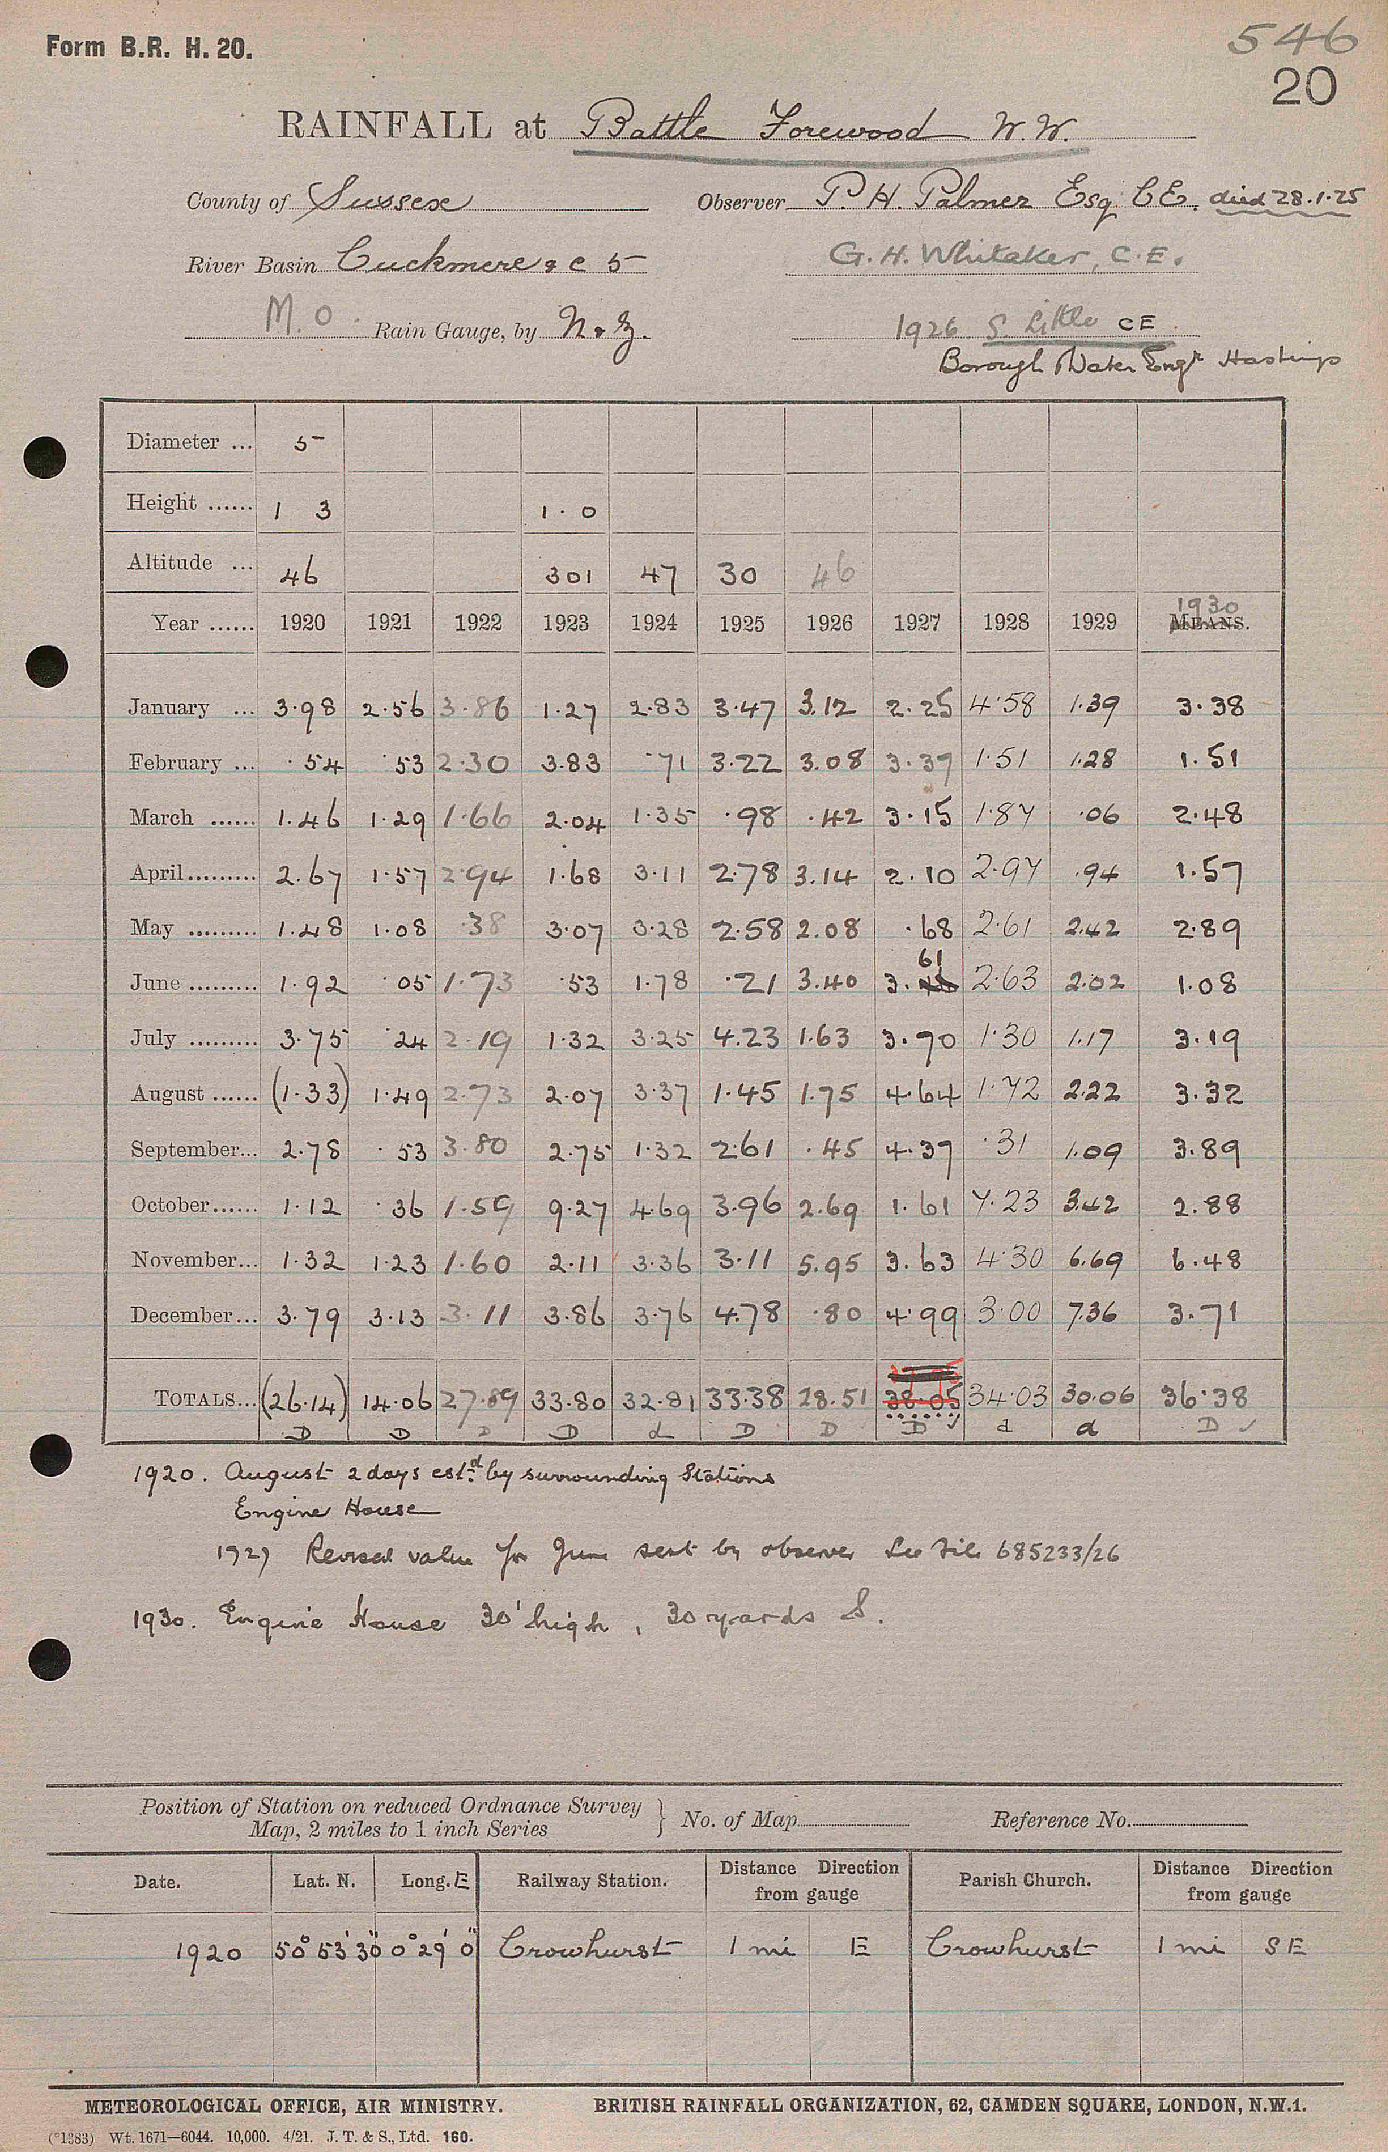 Form B.R. H. 20.
546
20
RAINFALL at Battle Forewood W.W.
County of Sussex Observer P. H. Palmer Esq. C.E. died 28.1.25
River Basin Cuckmere &c 5 G. H. Whitaker, C.E.
M.O. Rain Gauge, by N & Z. 1926 S. Little CE
Borough Water Engr Hastings
Diameter ... 5
Height ...... 1 3 1·0
Altitude ... 46 301 47 30 46
1930
Year ...... 1920 1921 1922 1923 1924 1925 1926 1927 1928 1929 MEANS.
January ... 3·98 2·56 3·86 1·27 2·83 3·47 3.12 2.25 4·58 1.39 3·38
February ... ·54 ·53 2·30 3·83 ·71 3·22 3.08 3·37 1·51 1.28 1·51
March ...... 1·46 1·29 1·66 2·04 1·35 ·98 ·42 3·15 1·87 ·06 2·48
April ......... 2·67 1·57 2·94 1·68 3·11 2·78 3.14 2·10 2·97 ·94 1·57
May ......... 1·48 1·08 ·38 3·07 3·28 2·58 2.08 ·68 2·61 2.42 2·89
61
June ......... 1·92 05 1·73 ·53 1·78 ·21 3.40 3. 2·63 2.02 1·08
July ......... 3·75 ·24 2·19 1·32 3·25 4.23 1.63 3·70 1·30 1.17 3·19
August ...... (1·33) 1·49 2·73 2·07 3·37 1·45 1.75 4·64 1·72 2.22 3·32
September... 2·78 ·53 3·80 2·75 1·32 2·61 ·45 4·37 ·31 1.09 3·89
October...... 1·12 ·36 1·59 9·27 4·69 3·96 2.69 1·61 7·23 3.42 2·88
November... 1·32 1·23 1·60 2·11 3·36 3·11 5.95 3·63 4·30 6.69 6·48
December... 3·79 3·13 3·11 3·86 3·76 4·78 ·80 4·99 3·00 7.36 3·71
TOTALS... (26·14) 14·06 27·89 33·80 32·81 33·38 28·51 38·05 34·03 30·06 36·38
D D D D d D D D ✓ d d D ✓
1920. August 2 days estd by surrounding Stations
Engine House
1927 Revised value for June sent by observer See File 685233/26
1930. Engine House 30' high, 30 yards S.
Position of Station on reduced Ordnance Survey
Map, 2 miles to 1 inch Series } No. of Map Reference No.
Date. Lat. N. Long. E Railway Station. Distance Direction from gauge Parish Church. Distance Direction from gauge
1920 50° 53' 30" 0° 29' 0" Crowhurst 1 mi E Crowhurst 1 mi SE
METEOROLOGICAL OFFICE, AIR MINISTRY. BRITISH RAINFALL ORGANIZATION, 62, CAMDEN SQUARE, LONDON, N.W.1.
(*1383) Wt. 1671—6044. 10,000. 4/21. J. T. & S., Ltd. 160.